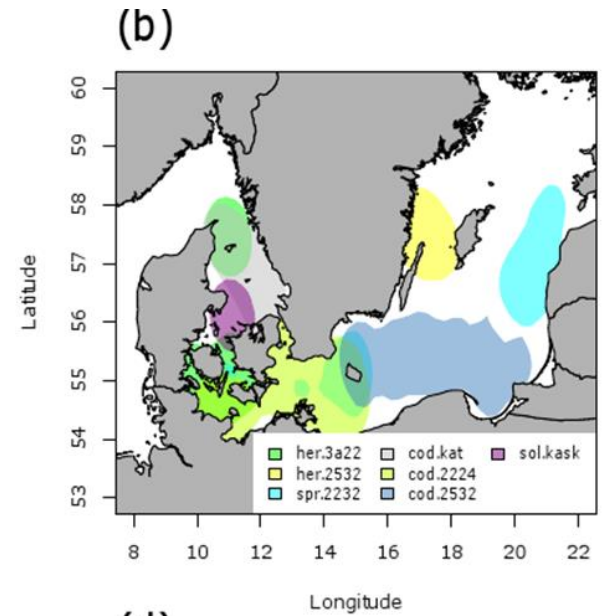 (b)
60
59
58
57
56
55
54
53
Latitude
her.3a22 cod.kat sol.kask
her.2532 cod.2224
spr.2232 cod.2532
8 10 12 14 16 18 20 22
Longitude